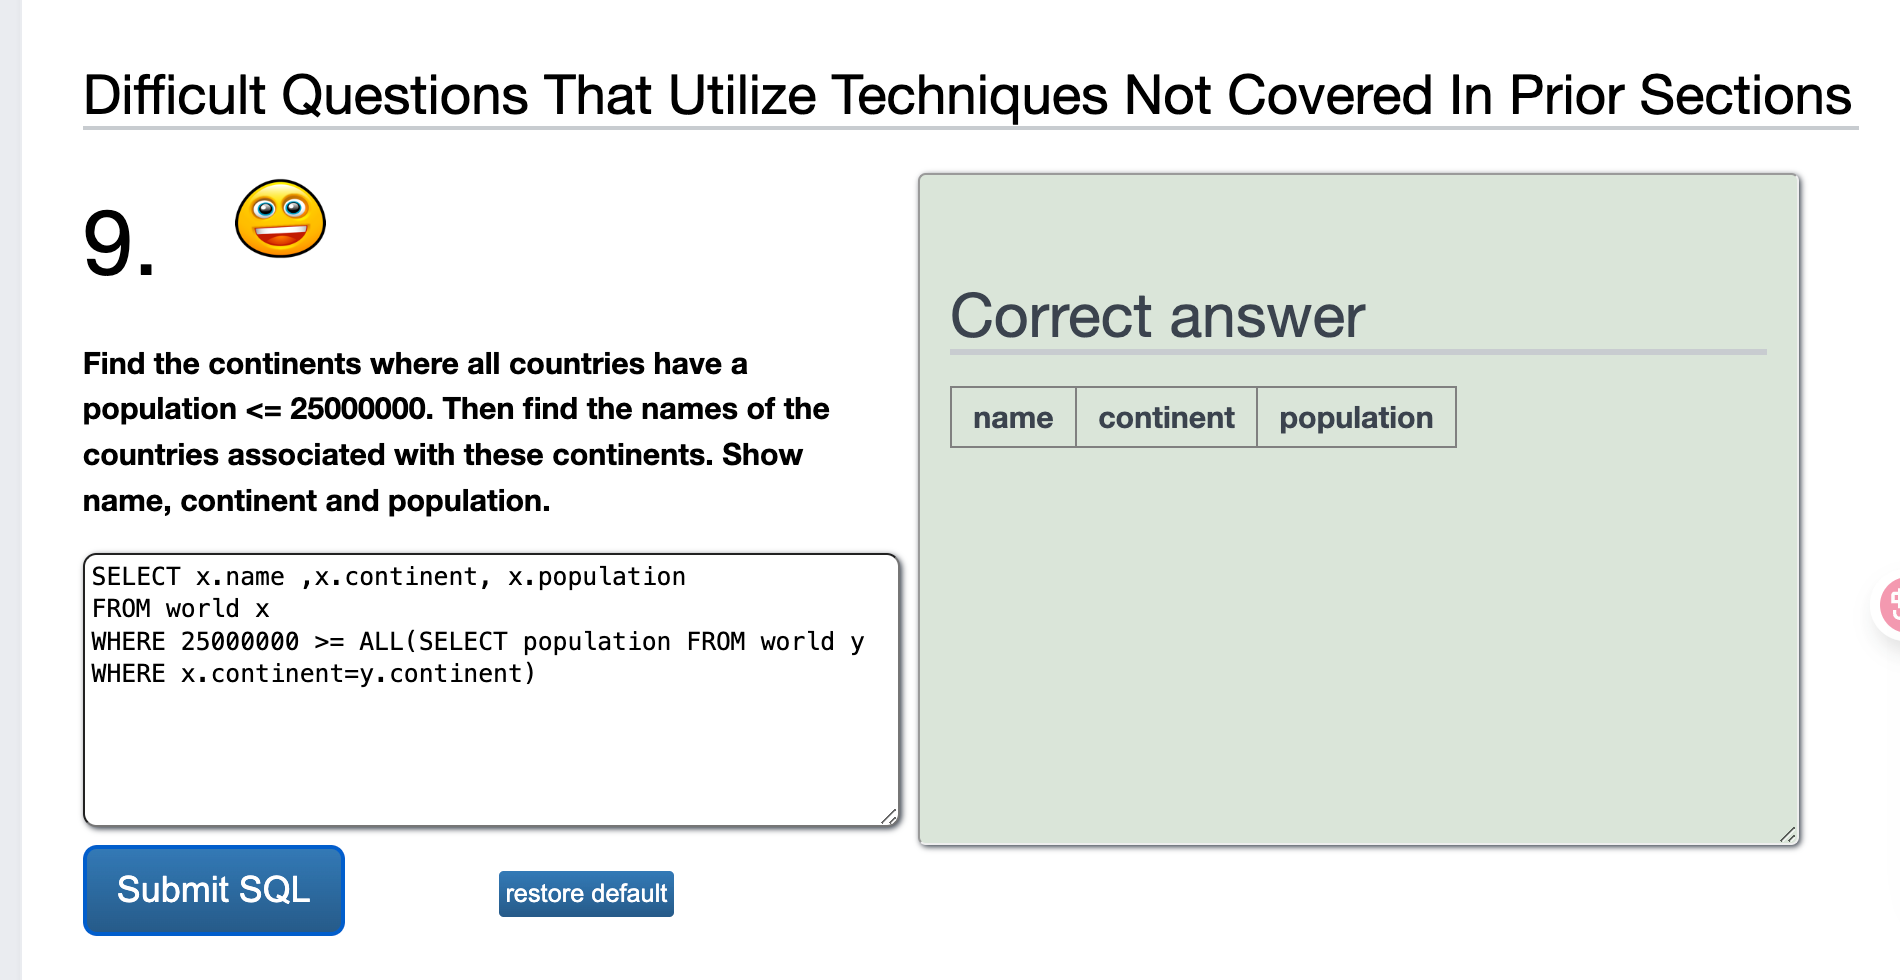 Difficult Questions That Utilize Techniques Not Covered In Prior Sections
9.
Find the continents where all countries have a
population <= 25000000. Then find the names of the
countries associated with these continents. Show
name, continent and population.
SELECT x.name ,x.continent, x.population
FROM world x
WHERE 25000000 >= ALL(SELECT population FROM world y
WHERE x.continent=y.continent)
Submit SQL
restore default
Correct answer
name continent population